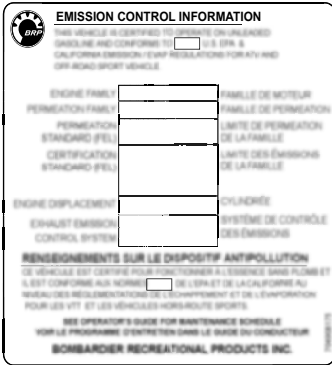 BRP
EMISSION CONTROL INFORMATION
THIS VEHICLE IS CERTIFIED TO OPERATE ON UNLEADED
GASOLINE AND CONFORMS TO U.S. EPA &
CALIFORNIA EMISSION / EVAP REGULATIONS FOR ATV AND
OFF-ROAD SPORT VEHICLE
ENGINE FAMILY FAMILLE DE MOTEUR
PERMEATION FAMILY FAMILLE DE PERMEATION
PERMEATION LIMITE DE PERMEATION
STANDARD (FEL) DE LA FAMILLE
CERTIFICATION LIMITE DES ÉMISSIONS
STANDARD (FEL) DE LA FAMILLE
ENGINE DISPLACEMENT CYLINDRÉE
EXHAUST EMISSION SYSTÈME DE CONTRÔLE
CONTROL SYSTEM DES ÉMISSIONS
RENSEIGNEMENTS SUR LE DISPOSITIF ANTIPOLLUTION
CE VÉHICULE EST CERTIFIÉ POUR FONCTIONNER À L'ESSENCE SANS PLOMB ET
IL EST CONFORME AUX NORMES DE L'EPA ET DE LA CALIFORNIE AU
NIVEAU DES RÉGLEMENTATIONS DE L'ÉCHAPPEMENT ET DE L'ÉVAPORATION
POUR LES VTT ET LES VÉHICULES HORS-ROUTE SPORTS.
SEE OPERATOR'S GUIDE FOR MAINTENANCE SCHEDULE
VOIR LE PROGRAMME D'ENTRETIEN DANS LE GUIDE DU CONDUCTEUR
BOMBARDIER RECREATIONAL PRODUCTS INC.